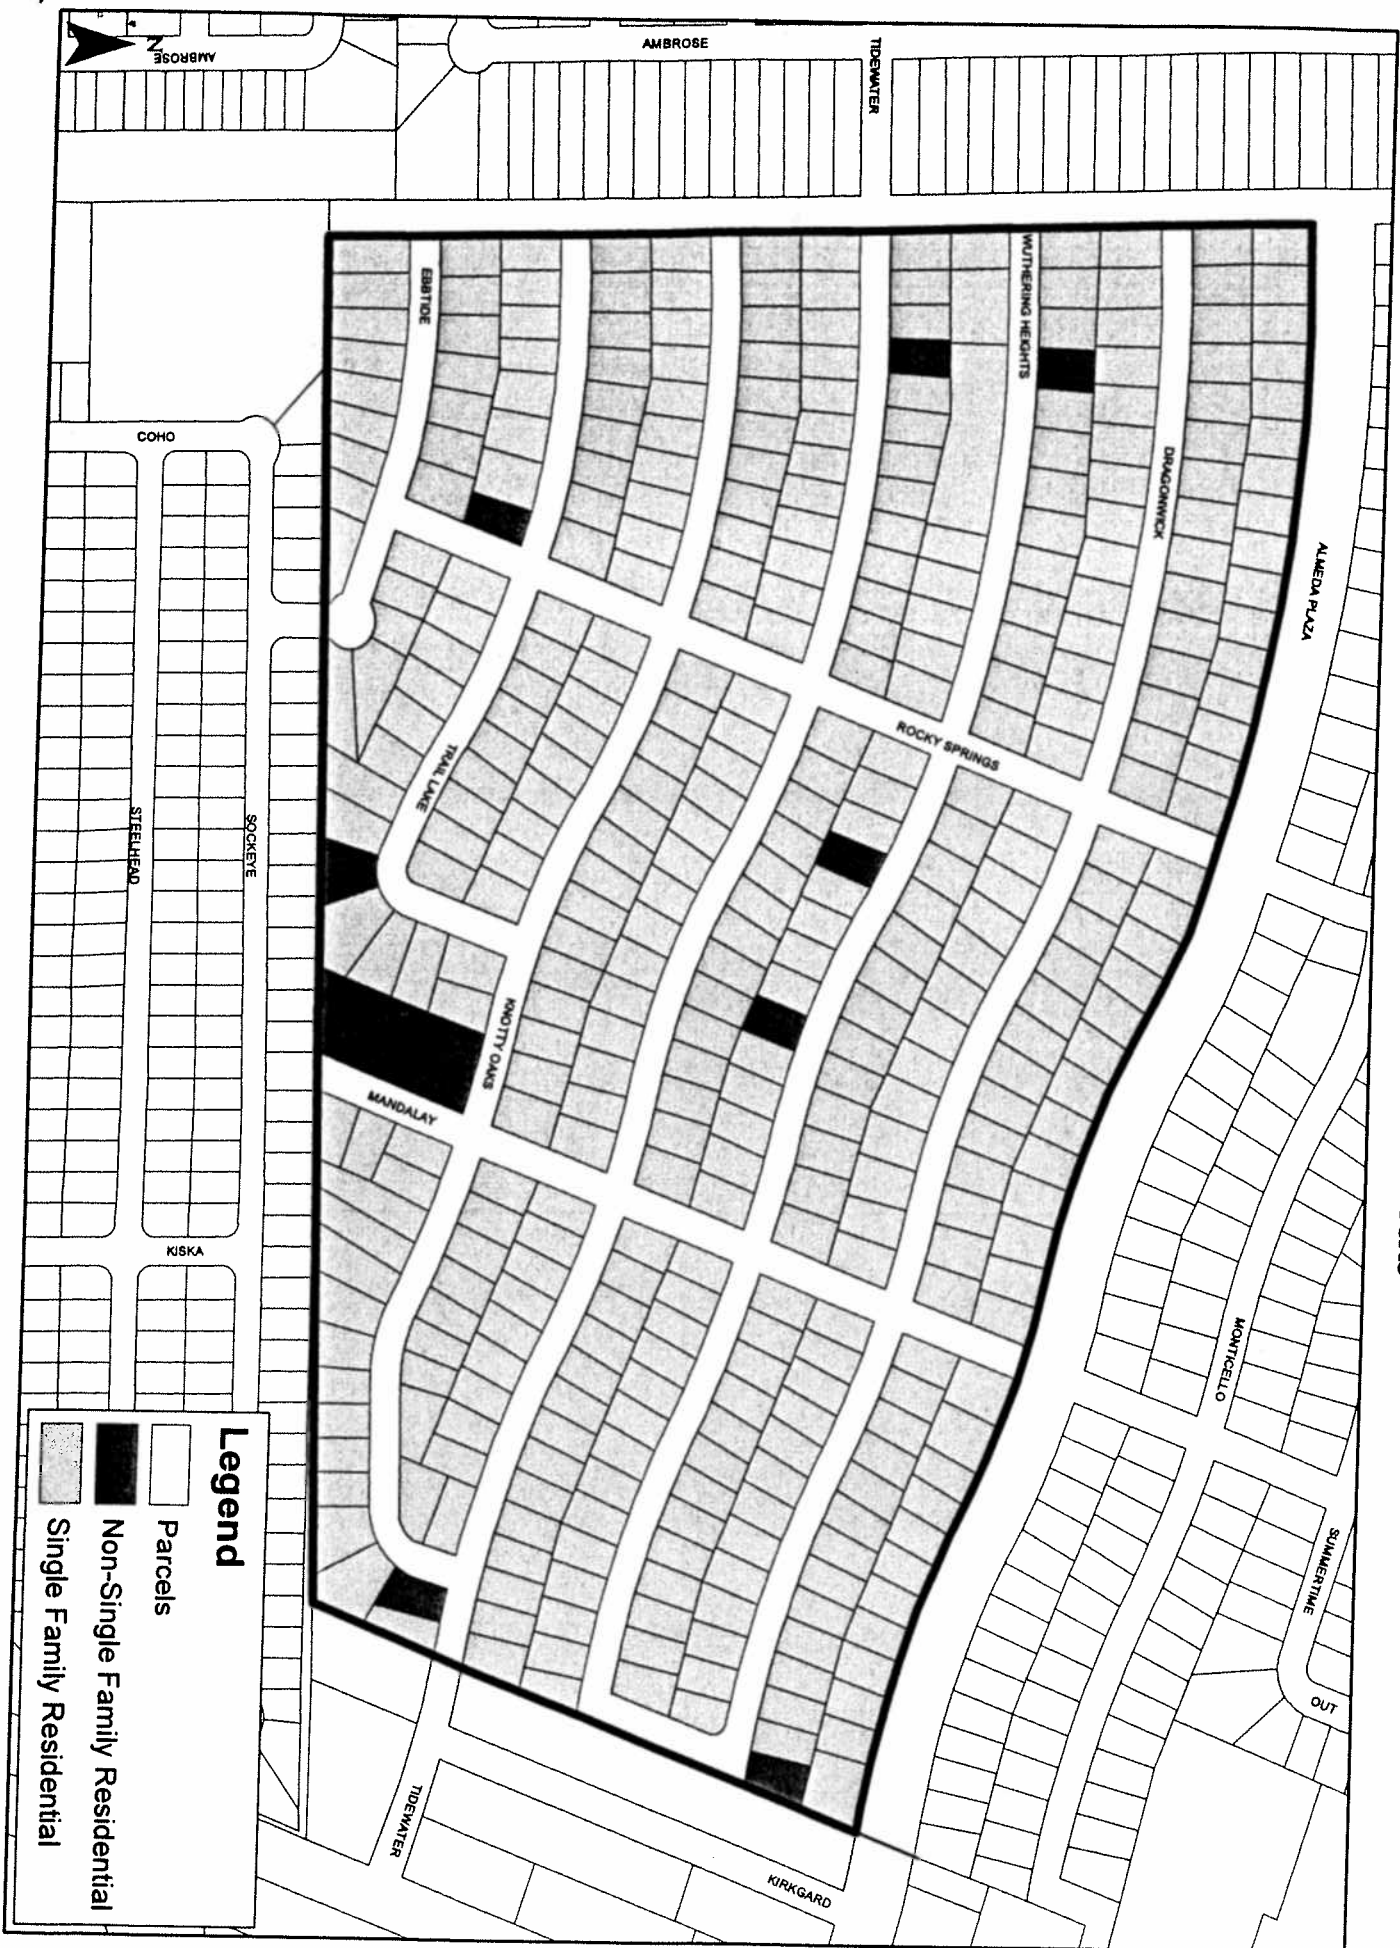 N
AMBROSE
AMBROSE
TIDEWATER
EBBTIDE
WUTHERING HEIGHTS
DRAGONWICK
ALMEDA PLAZA
COHO
ROCKY SPRINGS
TRAIL LAKE
STEELHEAD
SOCKEYE
KNOTTY OAKS
MANDALAY
KISKA
MONTICELLO
SUMMERTIME
OUT
TIDEWATER
KIRKGARD
Legend
Parcels
Non-Single Family Residential
Single Family Residential